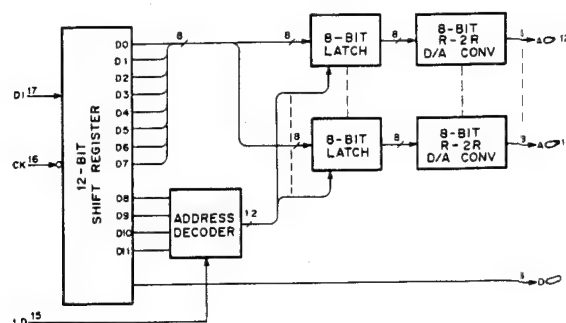 12-BIT SHIFT REGISTER
DI 17
CK 16
LD 15
D0
D1
D2
D3
D4
D5
D6
D7
D8
D9
D10
D11
8
8
8
ADDRESS
DECODER
12
8-BIT
LATCH
8
8-BIT
R-2R
D/A CONV
8-BIT
LATCH
8
8-BIT
R-2R
D/A CONV